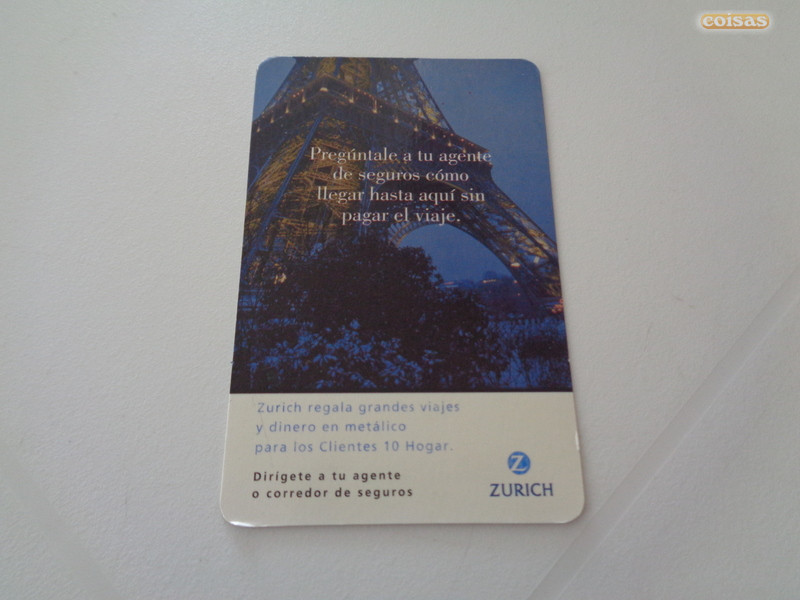 coisas
Pregúntale a tu agente
de seguros cómo
llegar hasta aquí sin
pagar el viaje.
Zurich regala grandes viajes
y dinero en metálico
para los Clientes 10 Hogar.
Dirígete a tu agente
o corredor de seguros
Z
ZURICH